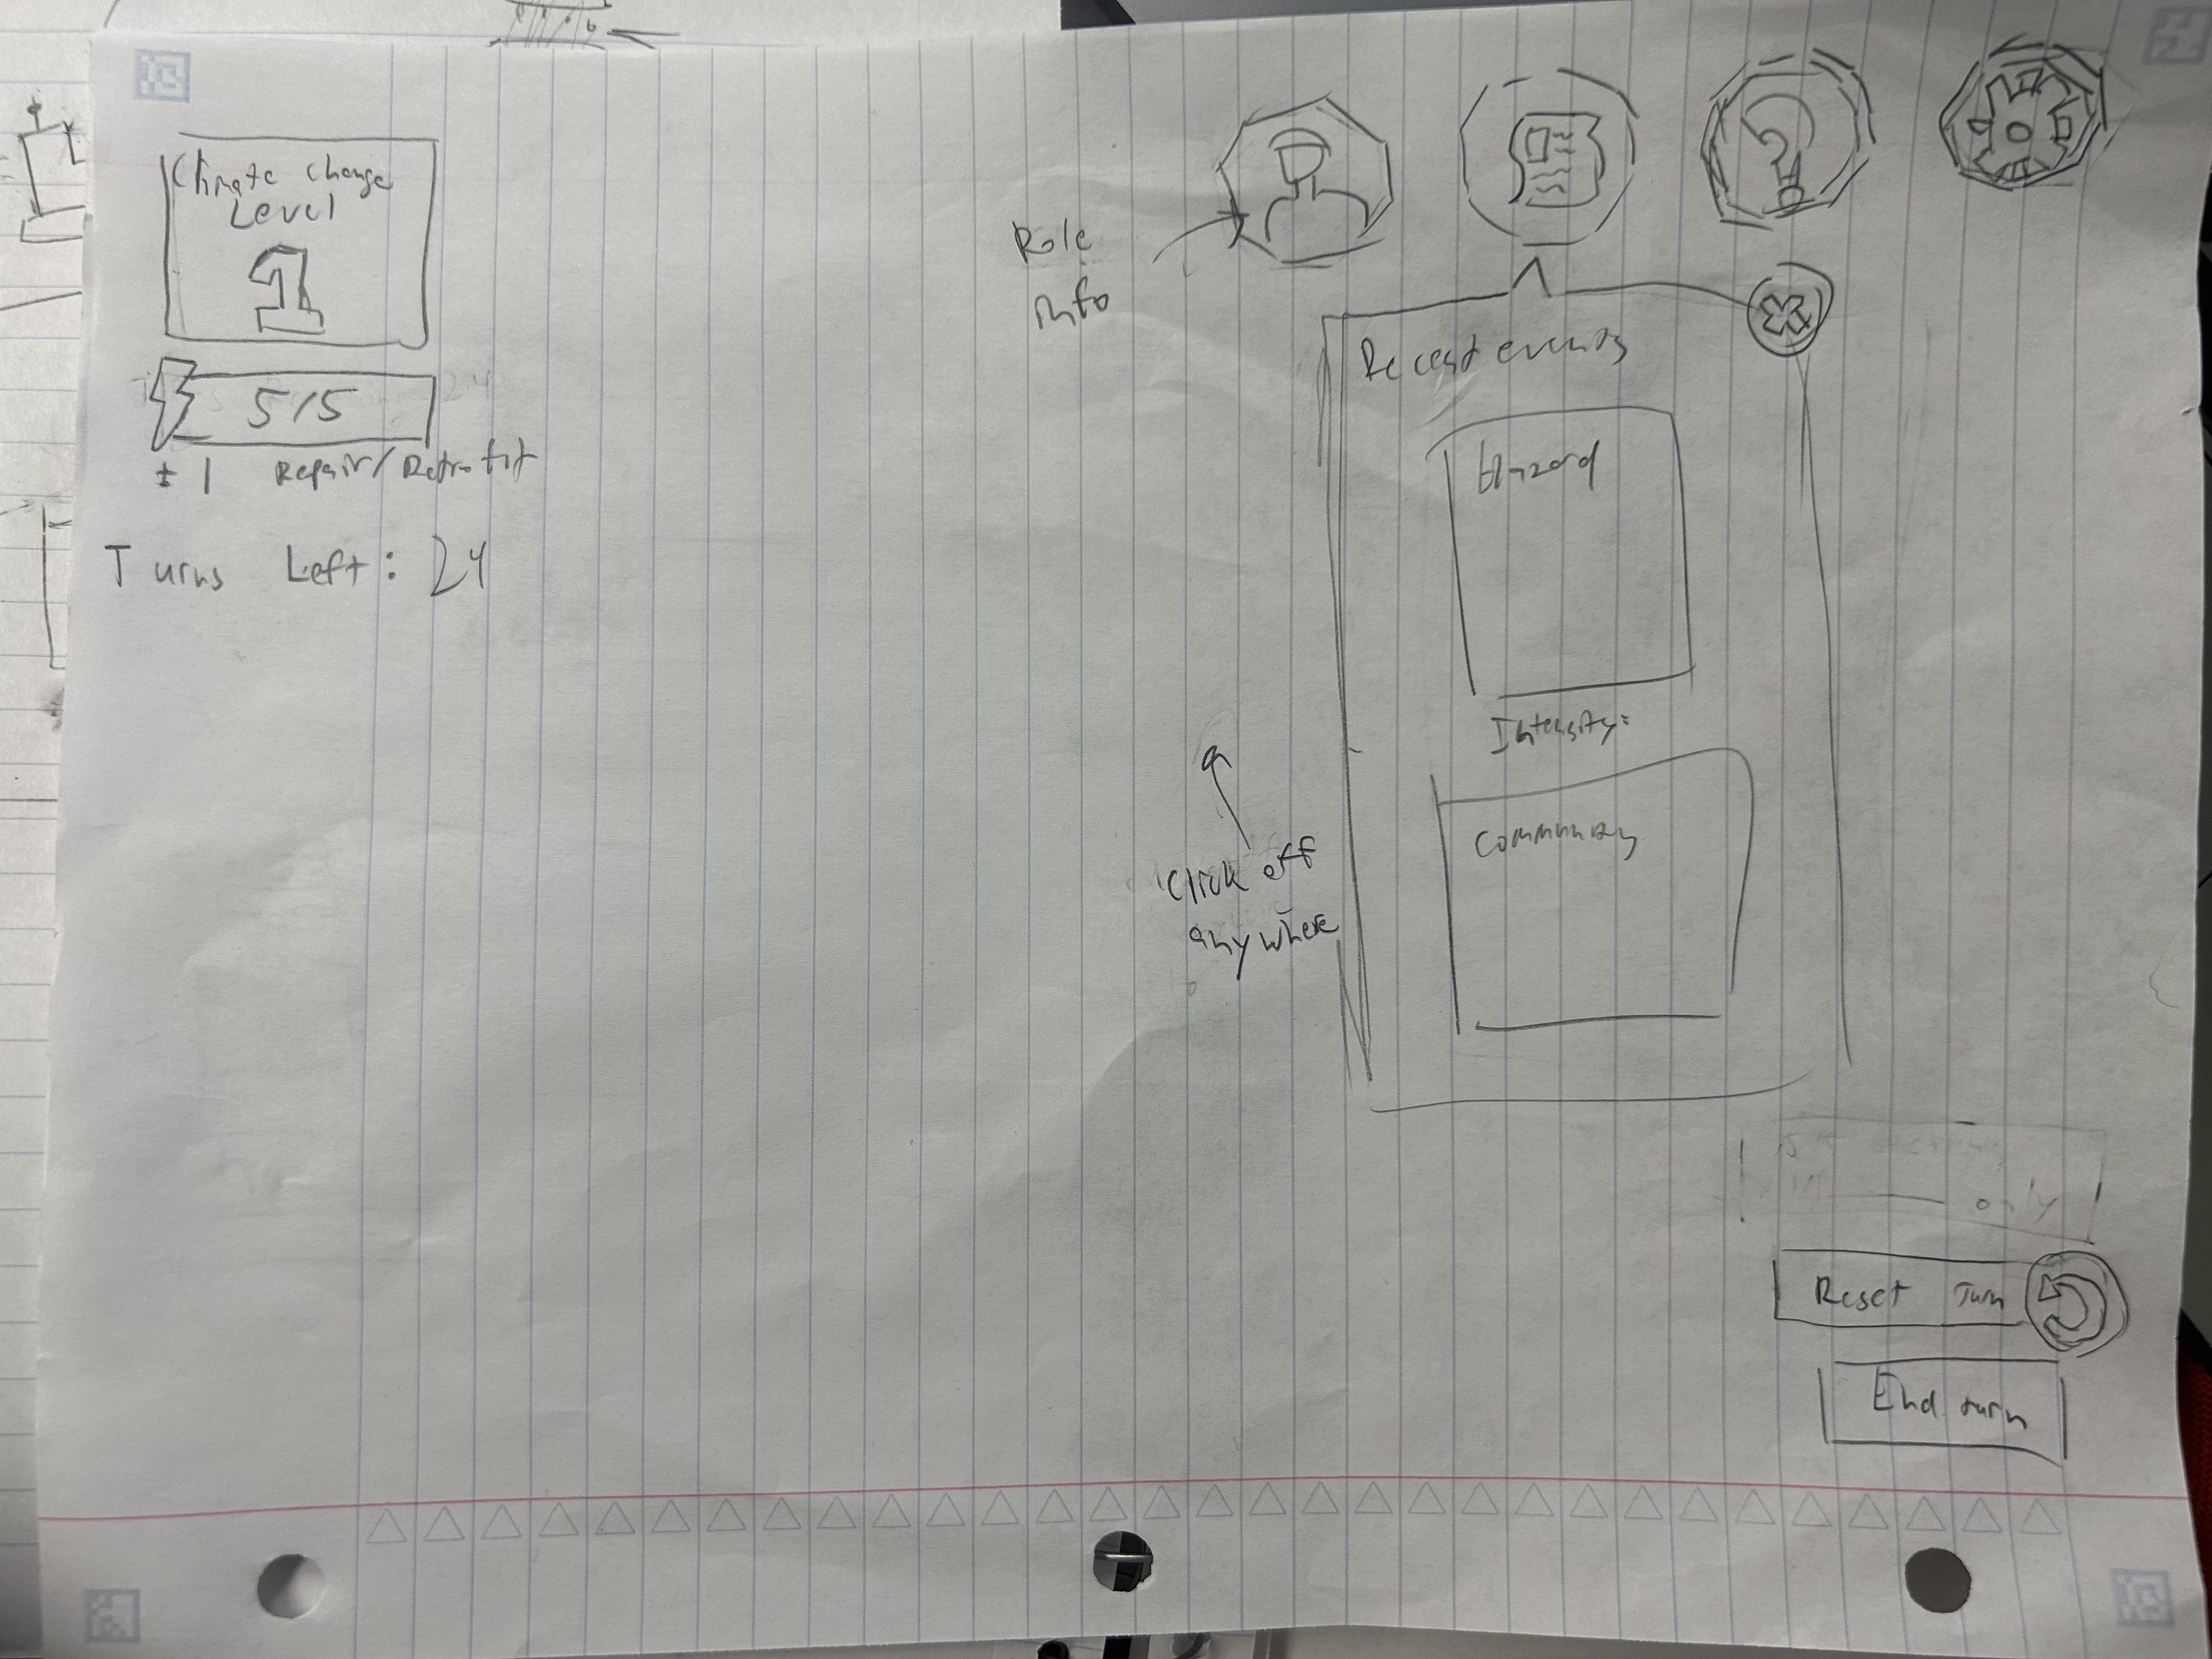 Climate change
Level
1
5/5
± 1 Repair/Retrofit
Turns Left: 24
Role
info
?
Recent events
Hazard
Intensity:
Community
Click off
anywhere
only
Reset Turn
End turn